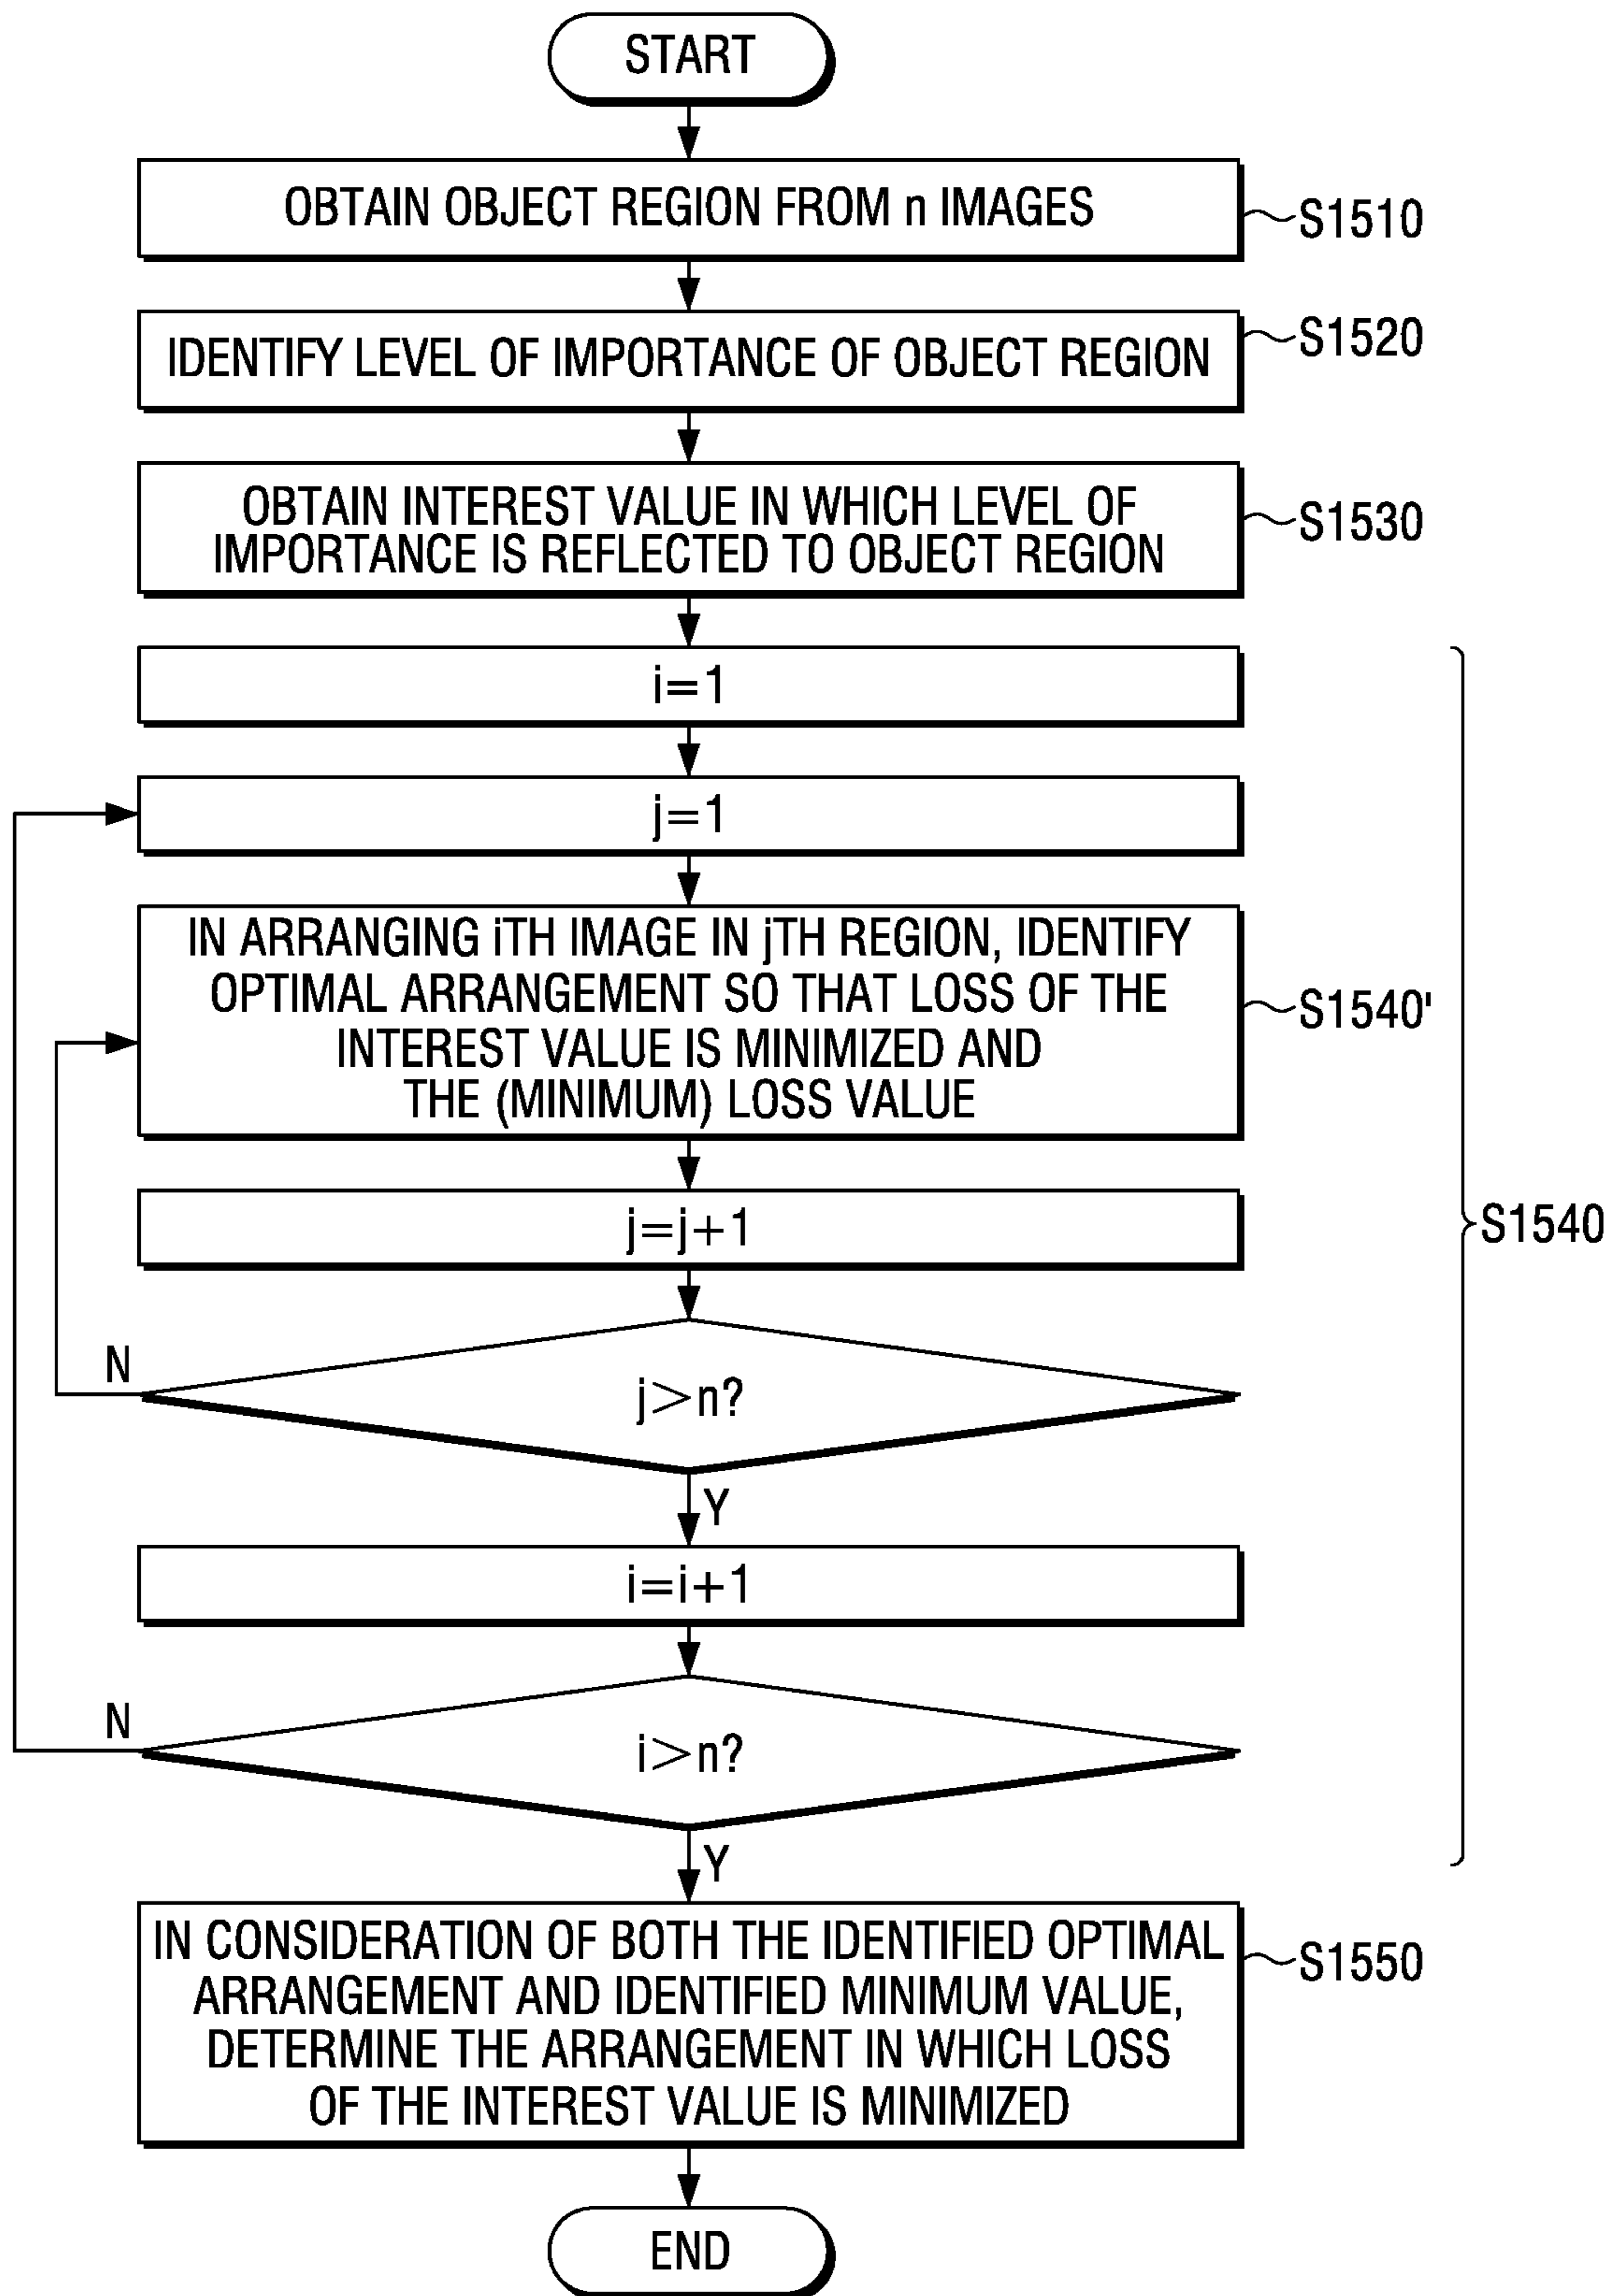 START
OBTAIN OBJECT REGION FROM n IMAGES
S1510
IDENTIFY LEVEL OF IMPORTANCE OF OBJECT REGION
S1520
OBTAIN INTEREST VALUE IN WHICH LEVEL OF
IMPORTANCE IS REFLECTED TO OBJECT REGION
S1530
i=1
j=1
IN ARRANGING iTH IMAGE IN jTH REGION, IDENTIFY
OPTIMAL ARRANGEMENT SO THAT LOSS OF THE
INTEREST VALUE IS MINIMIZED AND
THE (MINIMUM) LOSS VALUE
S1540'
j=j+1
S1540
j>n?
N
Y
i=i+1
i>n?
N
Y
IN CONSIDERATION OF BOTH THE IDENTIFIED OPTIMAL
ARRANGEMENT AND IDENTIFIED MINIMUM VALUE,
DETERMINE THE ARRANGEMENT IN WHICH LOSS
OF THE INTEREST VALUE IS MINIMIZED
S1550
END